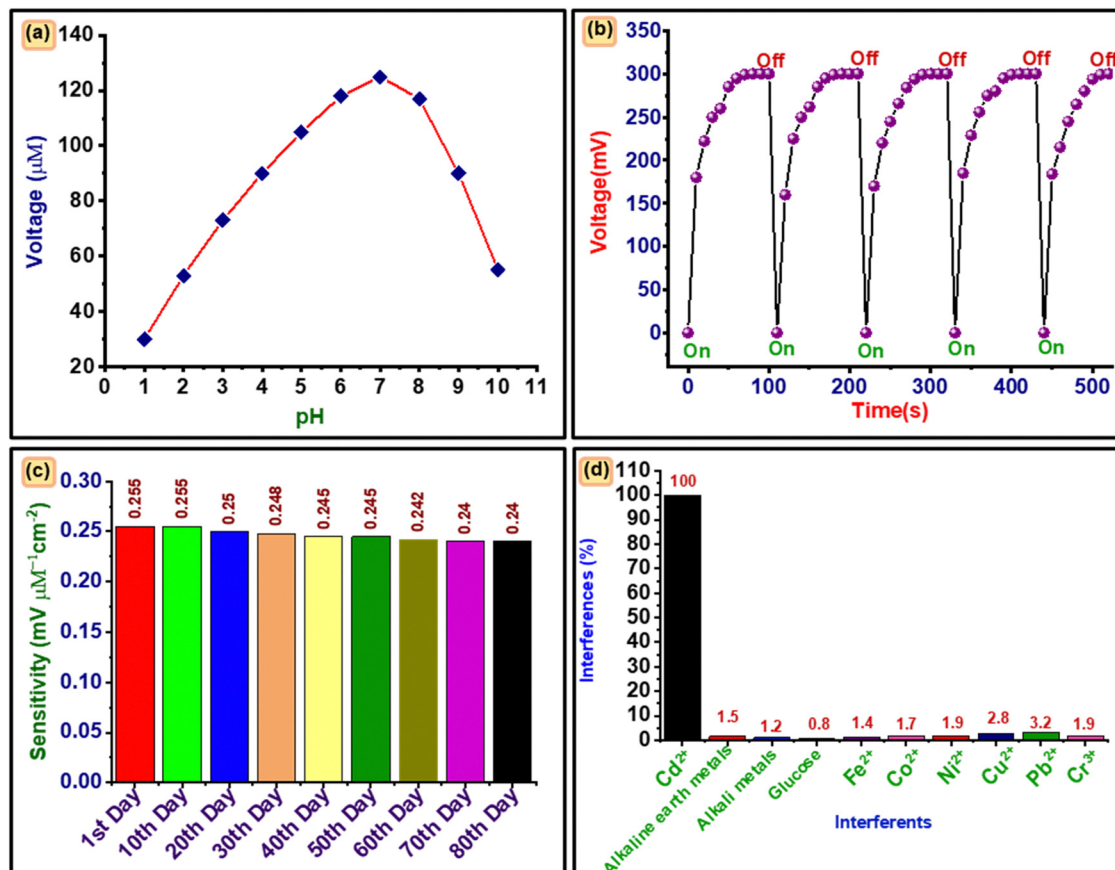 (a)
140
120
100
80
60
40
20
Voltage (μM)
0 1 2 3 4 5 6 7 8 9 10 11
pH
(b)
350
300
250
200
150
100
50
0
Voltage(mV)
Off Off Off Off Off
On On On On On
0 100 200 300 400 500
Time(s)
(c)
0.30
0.25
0.20
0.15
0.10
0.05
0.00
Sensitivity (mV μM⁻¹cm⁻²)
0.255 0.255 0.25 0.248 0.245 0.245 0.242 0.24 0.24
1st Day 10th Day 20th Day 30th Day 40th Day 50th Day 60th Day 70th Day 80th Day
(d)
110
100
90
80
70
60
50
40
30
20
10
0
Interferences (%)
100 1.5 1.2 0.8 1.4 1.7 1.9 2.8 3.2 1.9
Cd²⁺ Alkaline earth metals Alkali metals Glucose Fe²⁺ Co²⁺ Ni²⁺ Cu²⁺ Pb²⁺ Cr³⁺
Interferents